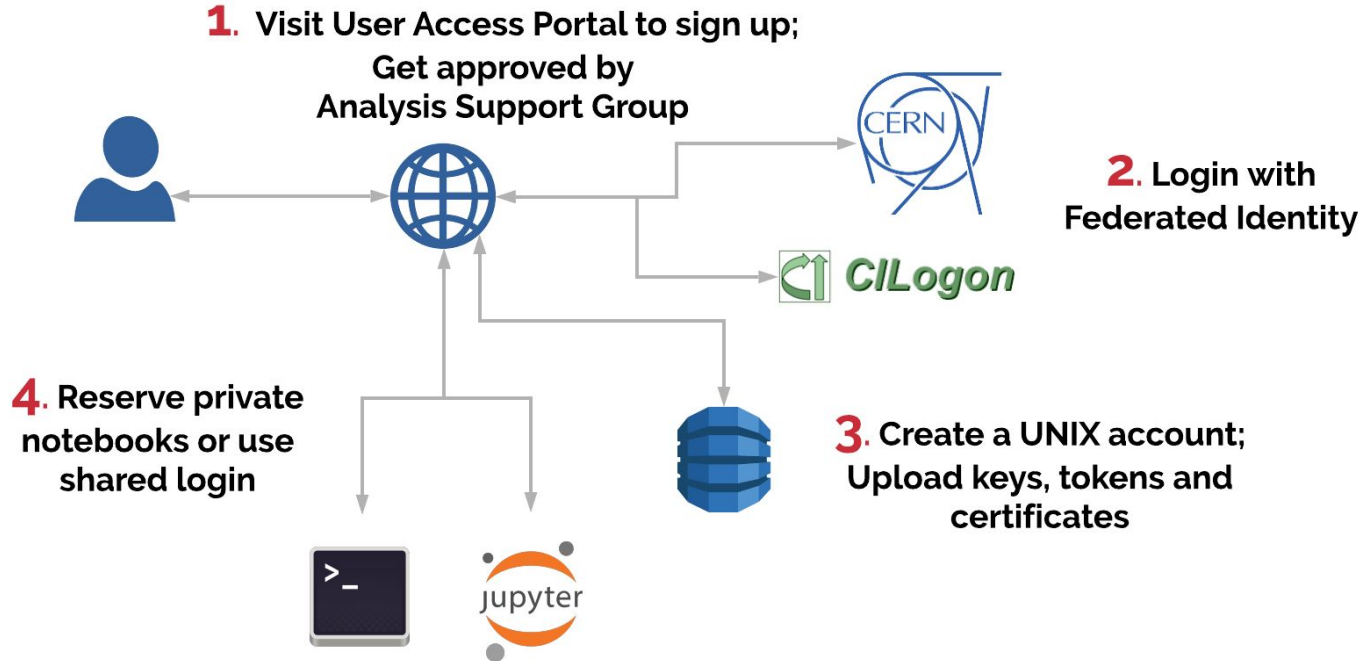 1. Visit User Access Portal to sign up;
Get approved by
Analysis Support Group
CERN
2. Login with
Federated Identity
CILogon
4. Reserve private
notebooks or use
shared login
3. Create a UNIX account;
Upload keys, tokens and
certificates
>_
jupyter